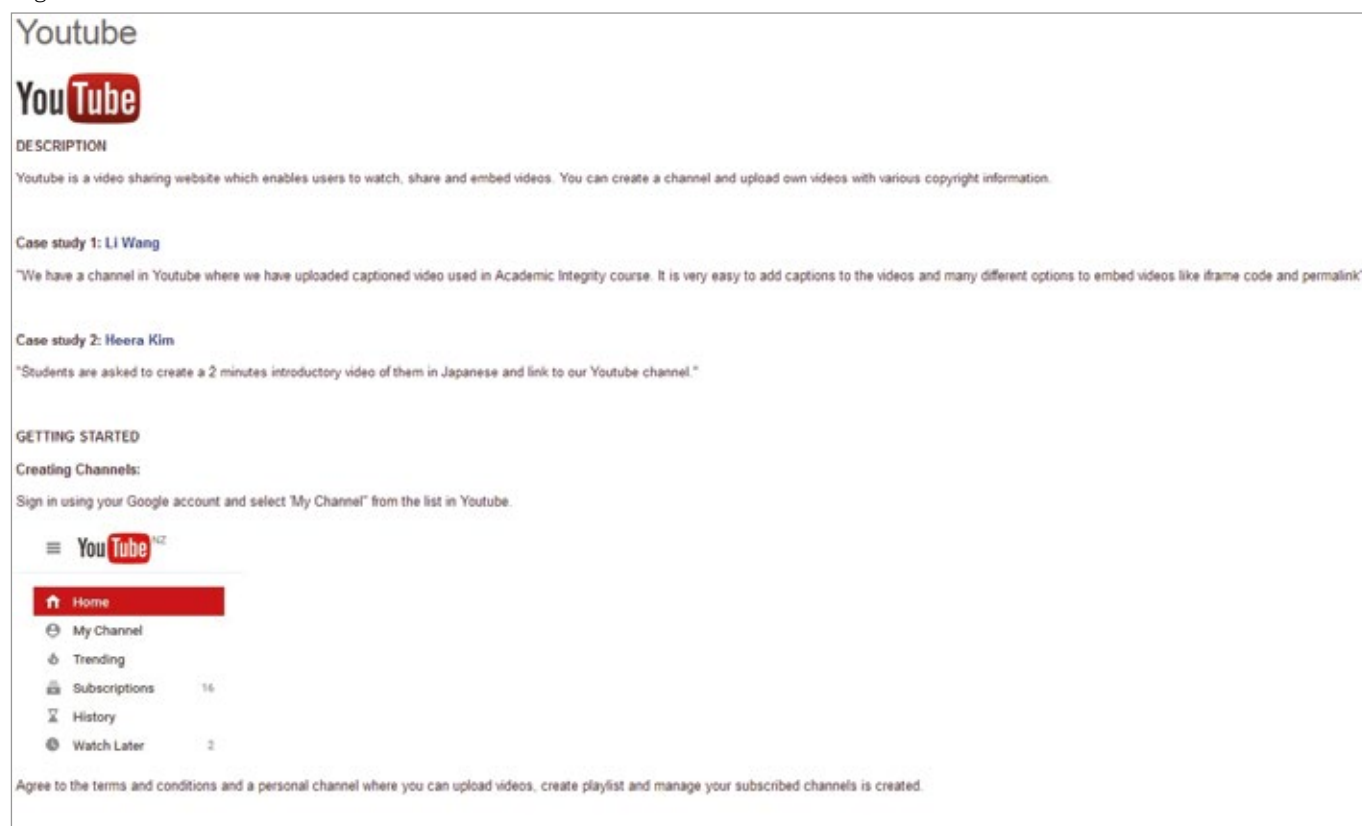 Youtube
YouTube
DESCRIPTION
Youtube is a video sharing website which enables users to watch, share and embed videos. You can create a channel and upload own videos with various copyright information.
Case study 1: Li Wang
"We have a channel in Youtube where we have uploaded captioned video used in Academic Integrity course. It is very easy to add captions to the videos and many different options to embed videos like iframe code and permalink"
Case study 2: Heera Kim
"Students are asked to create a 2 minutes introductory video of them in Japanese and link to our Youtube channel."
GETTING STARTED
Creating Channels:
Sign in using your Google account and select 'My Channel" from the list in Youtube.
YouTube NZ
Home
My Channel
Trending
Subscriptions 16
History
Watch Later 2
Agree to the terms and conditions and a personal channel where you can upload videos, create playlist and manage your subscribed channels is created.